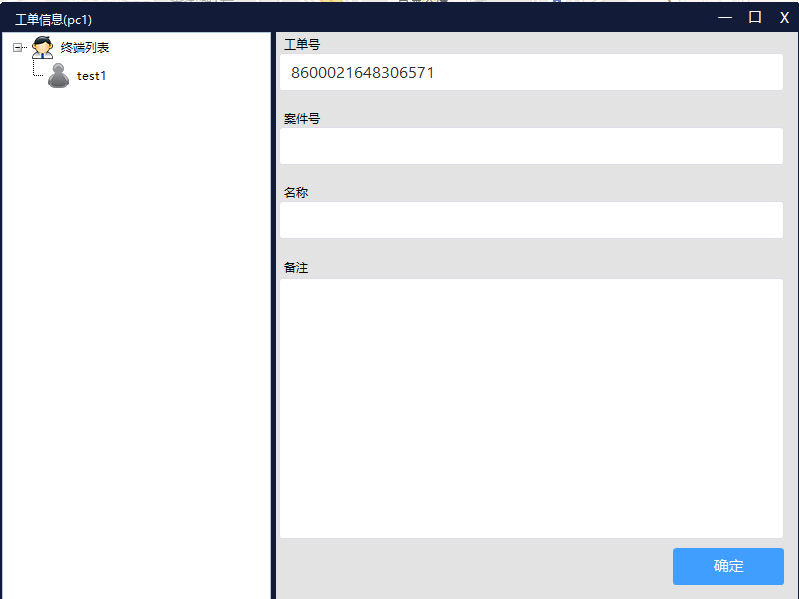 工单信息(pc1)
终端列表
test1
工单号
8600021648306571
案件号
名称
备注
确定